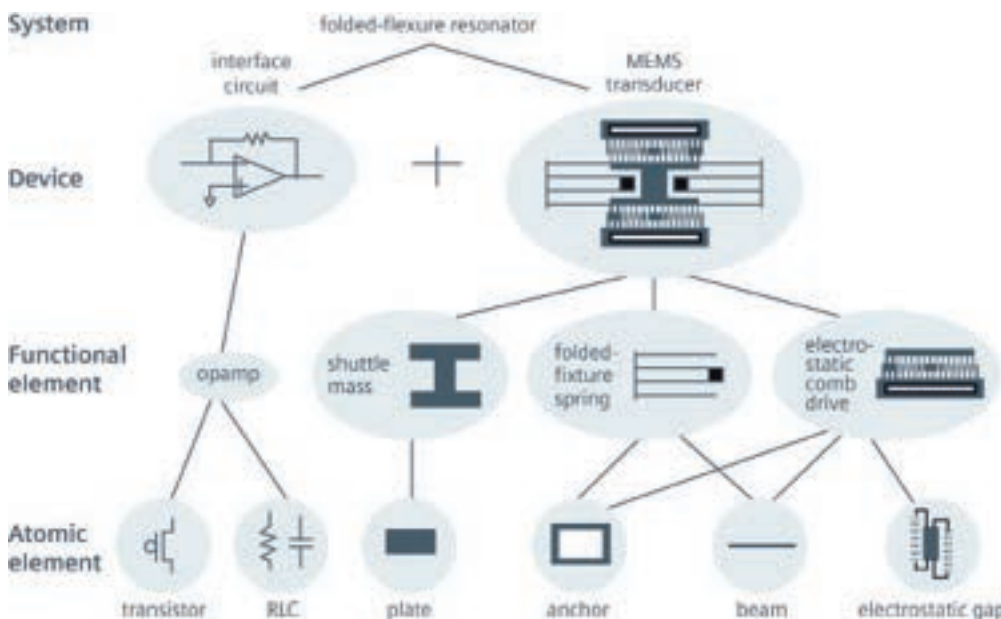 System
folded-flexure resonator
interface
circuit
MEMS
transducer
Device
Functional
element
opamp
shuttle
mass
folded-
fixture
spring
electro-
static
comb
drive
Atomic
element
transistor
RLC
plate
anchor
beam
electrostatic gap